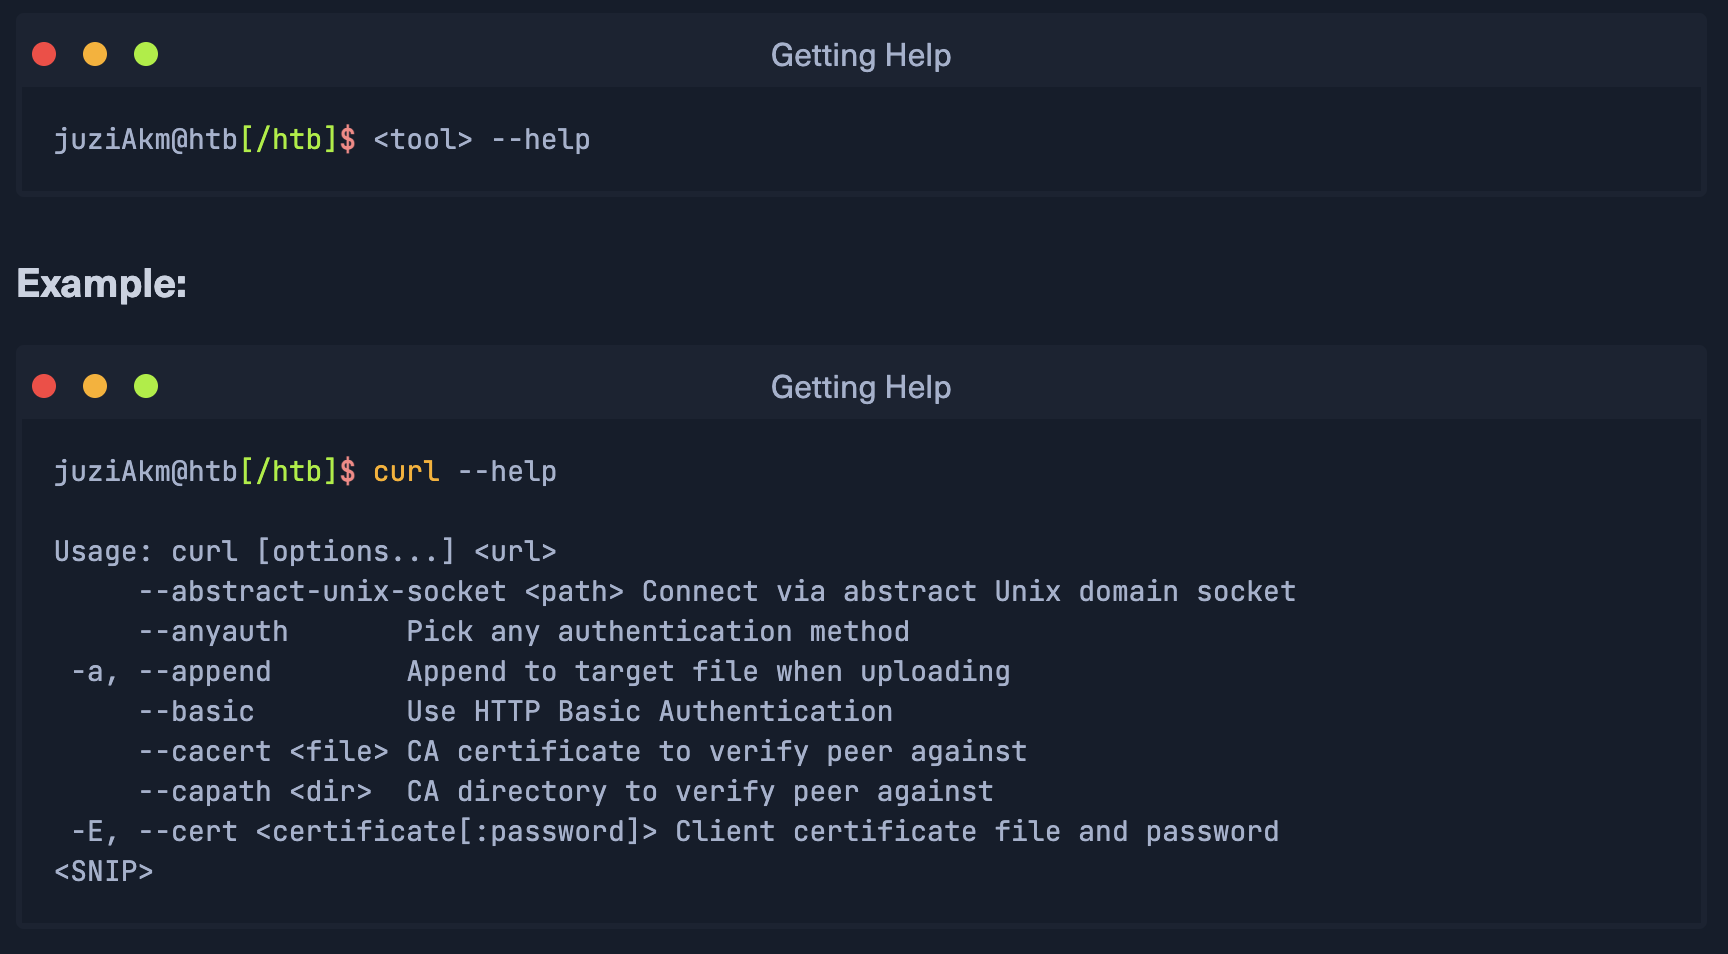 Getting Help
juziAkm@htb[/htb]$ <tool> --help
Example:
Getting Help
juziAkm@htb[/htb]$ curl --help
Usage: curl [options...] <url>
     --abstract-unix-socket <path> Connect via abstract Unix domain socket
     --anyauth       Pick any authentication method
 -a, --append        Append to target file when uploading
     --basic         Use HTTP Basic Authentication
     --cacert <file> CA certificate to verify peer against
     --capath <dir>  CA directory to verify peer against
 -E, --cert <certificate[:password]> Client certificate file and password
<SNIP>